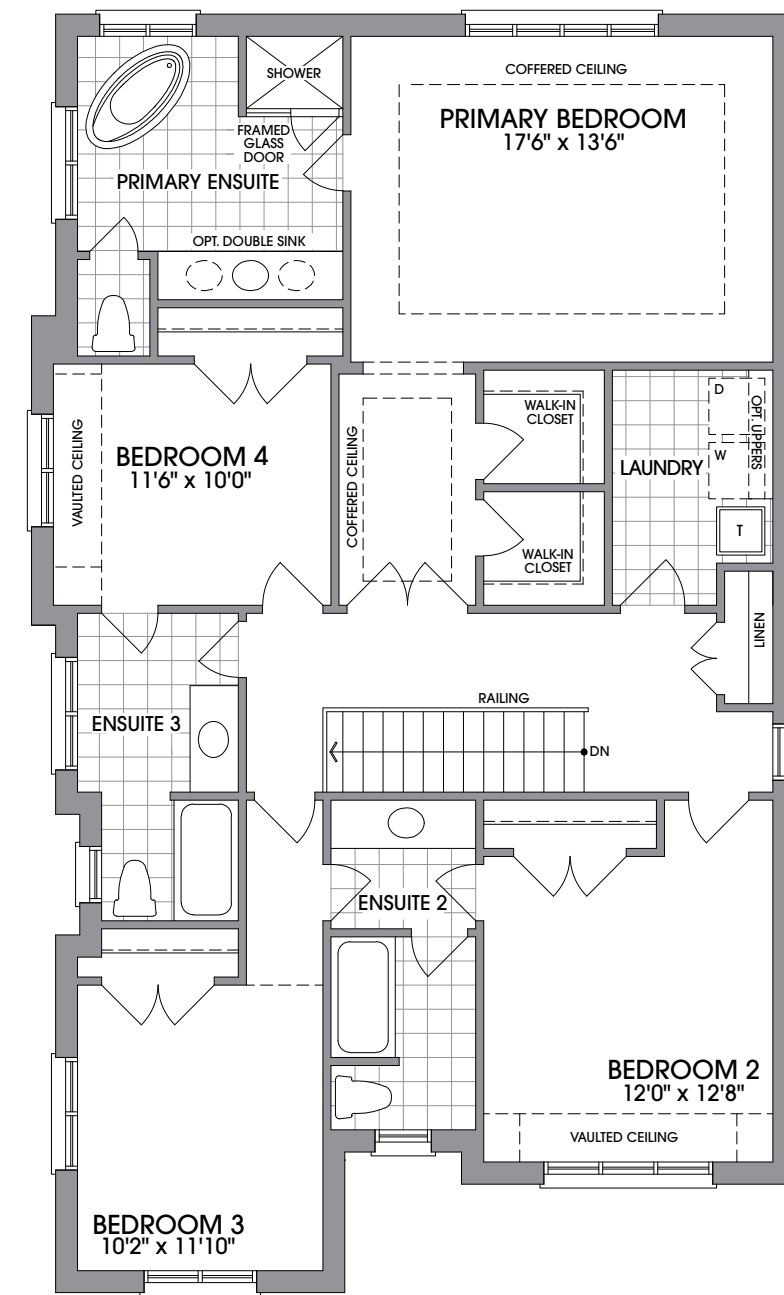 SHOWER
COFFERED CEILING
PRIMARY BEDROOM
17'6" x 13'6"
FRAMED
GLASS
DOOR
PRIMARY ENSUITE
OPT. DOUBLE SINK
VAULTED CEILING
BEDROOM 4
11'6" x 10'0"
COFFERED CEILING
WALK-IN
CLOSET
WALK-IN
CLOSET
LAUNDRY
D
W
OPT. UPPERS
T
LINEN
ENSUITE 3
RAILING
DN
ENSUITE 2
BEDROOM 2
12'0" x 12'8"
VAULTED CEILING
BEDROOM 3
10'2" x 11'10"